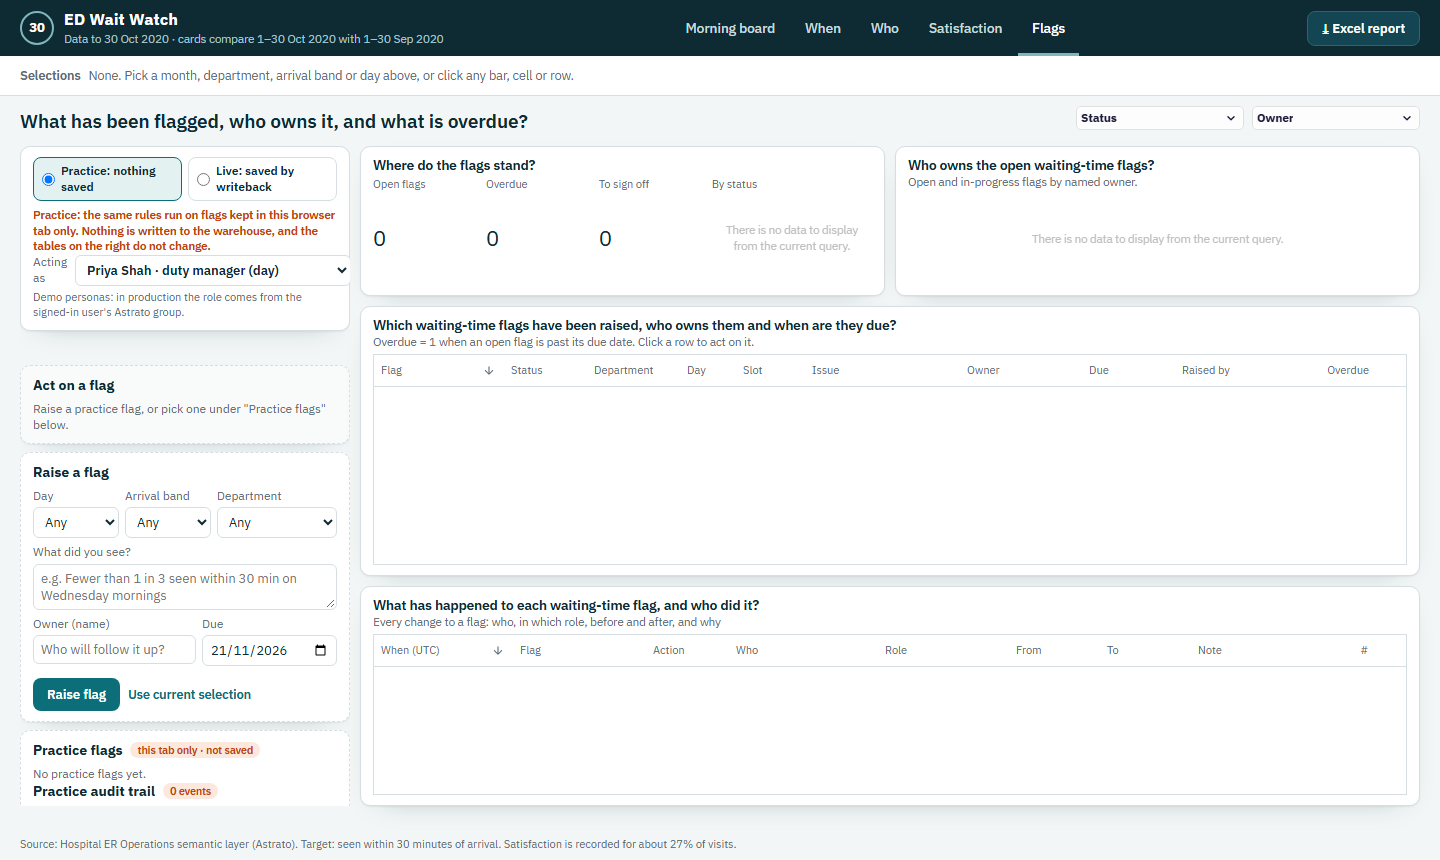 30
ED Wait Watch
Data to 30 Oct 2020 · cards compare 1–30 Oct 2020 with 1–30 Sep 2020
Morning board
When
Who
Satisfaction
Flags
Excel report
Selections None. Pick a month, department, arrival band or day above, or click any bar, cell or row.
What has been flagged, who owns it, and what is overdue?
Status
Owner
Practice: nothing
saved
Live: saved by
writeback
Practice: the same rules run on flags kept in this browser
tab only. Nothing is written to the warehouse, and the
tables on the right do not change.
Acting
as
Priya Shah · duty manager (day)
Demo personas: in production the role comes from the
signed-in user's Astrato group.
Act on a flag
Raise a practice flag, or pick one under "Practice flags"
below.
Raise a flag
Day
Arrival band
Department
Any
Any
Any
What did you see?
e.g. Fewer than 1 in 3 seen within 30 min on
Wednesday mornings
Owner (name)
Due
Who will follow it up?
21/11/2026
Raise flag
Use current selection
Practice flags
this tab only · not saved
No practice flags yet.
Practice audit trail
0 events
Where do the flags stand?
Open flags
Overdue
To sign off
By status
0
0
0
There is no data to display
from the current query.
Who owns the open waiting-time flags?
Open and in-progress flags by named owner.
There is no data to display from the current query.
Which waiting-time flags have been raised, who owns them and when are they due?
Overdue = 1 when an open flag is past its due date. Click a row to act on it.
Flag
Status
Department
Day
Slot
Issue
Owner
Due
Raised by
Overdue
What has happened to each waiting-time flag, and who did it?
Every change to a flag: who, in which role, before and after, and why
When (UTC)
Flag
Action
Who
Role
From
To
Note
#
Source: Hospital ER Operations semantic layer (Astrato). Target: seen within 30 minutes of arrival. Satisfaction is recorded for about 27% of visits.